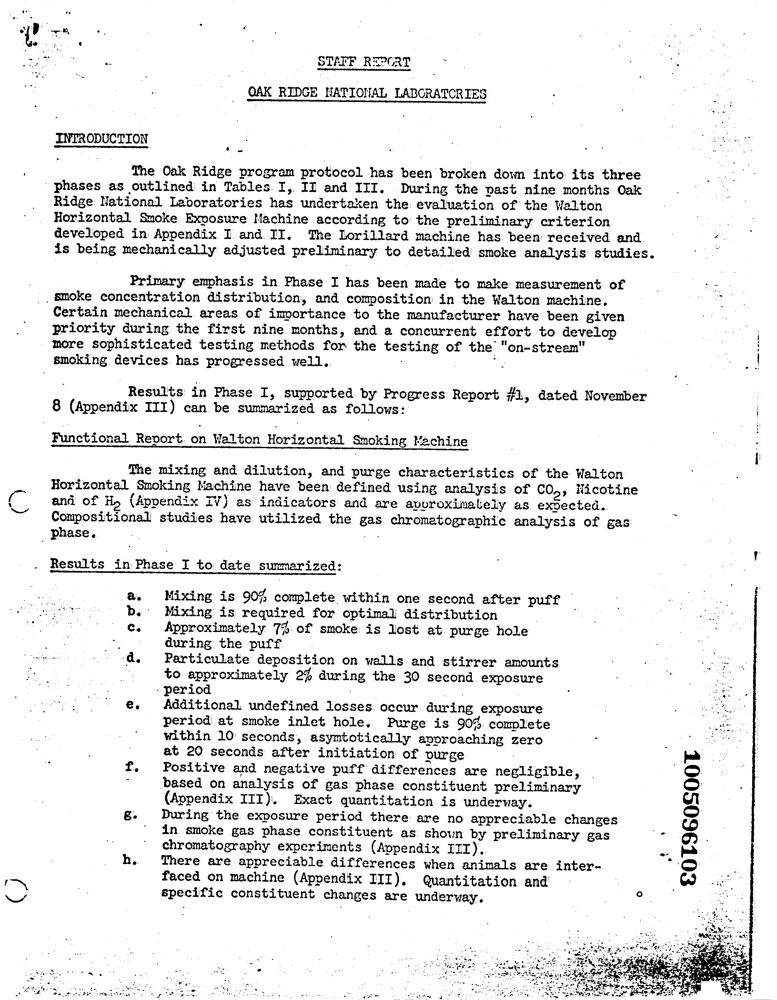 STAFF REPORT
OAK RIDGE NATIONAL LABORATORIES
INTRODUCTION
The Oak Ridge program protocol has been broken down into its three
phases as outlined in Tables I, II and III. During the past nine months Oak
Ridge National Laboratories has undertaken the evaluation of the Walton
Horizontal Smoke Exposure Machine according to the preliminary criterion
developed in Appendix I and II. The Lorillard machine has been received and
is being mechanically adjusted preliminary to detailed smoke analysis studies.
Primary emphasis in Phase I has been made to make measurement of
smoke concentration distribution, and composition in the Walton machine.
Certain mechanical areas of importance to the manufacturer have been given
priority during the first nine months, and a concurrent effort to develop
more sophisticated testing methods for the testing of the "on-stream"
smoking devices has progressed well.
Results in Phase I, supported by Progress Report #1, dated November
8 (Appendix III) can be summarized as follows:
Functional Report on Walton Horizontal Smoking Machine
The mixing and dilution, and purge characteristics of the Walton
Horizontal Smoking Machine have been defined using analysis of CO2, Nicotine
and of H2 (Appendix IV) as indicators and are approximately as expected.
Compositional studies have utilized the gas chromatographic analysis of gas
phase.
Results in Phase I to date summarized:
a. Mixing is 90% complete within one second after puff
b. Mixing is required for optimal distribution
c. Approximately 7% of smoke is lost at purge hole
during the puff
d. Particulate deposition on walls and stirrer amounts
to approximately 2% during the 30 second exposure
period
e. Additional undefined losses occur during exposure
period at smoke inlet hole. Purge is 90% complete
within 10 seconds, asymtotically approaching zero
at 20 seconds after initiation of purge
f. Positive and negative puff differences are negligible,
based on analysis of gas phase constituent preliminary
(Appendix III). Exact quantitation is underway.
g. During the exposure period there are no appreciable changes
in smoke gas phase constituent as shown by preliminary gas
chromatography experiments (Appendix III).
h. There are appreciable differences when animals are inter-
faced on machine (Appendix III). Quantitation and
specific constituent changes are underway.
1005096103